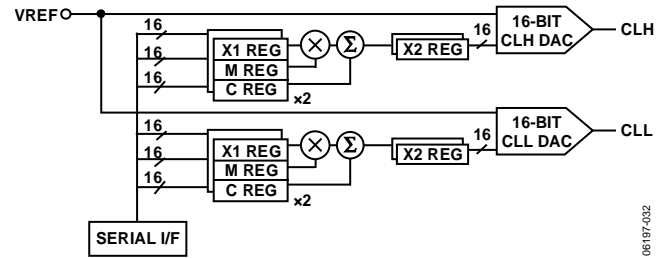 VREF
16
16
16
X1 REG
M REG
C REG
×2
×
Σ
X2 REG
16
16-BIT
CLH DAC
CLH
16
16
16
X1 REG
M REG
C REG
×2
×
Σ
X2 REG
16
16-BIT
CLL DAC
CLL
SERIAL I/F
06197-032